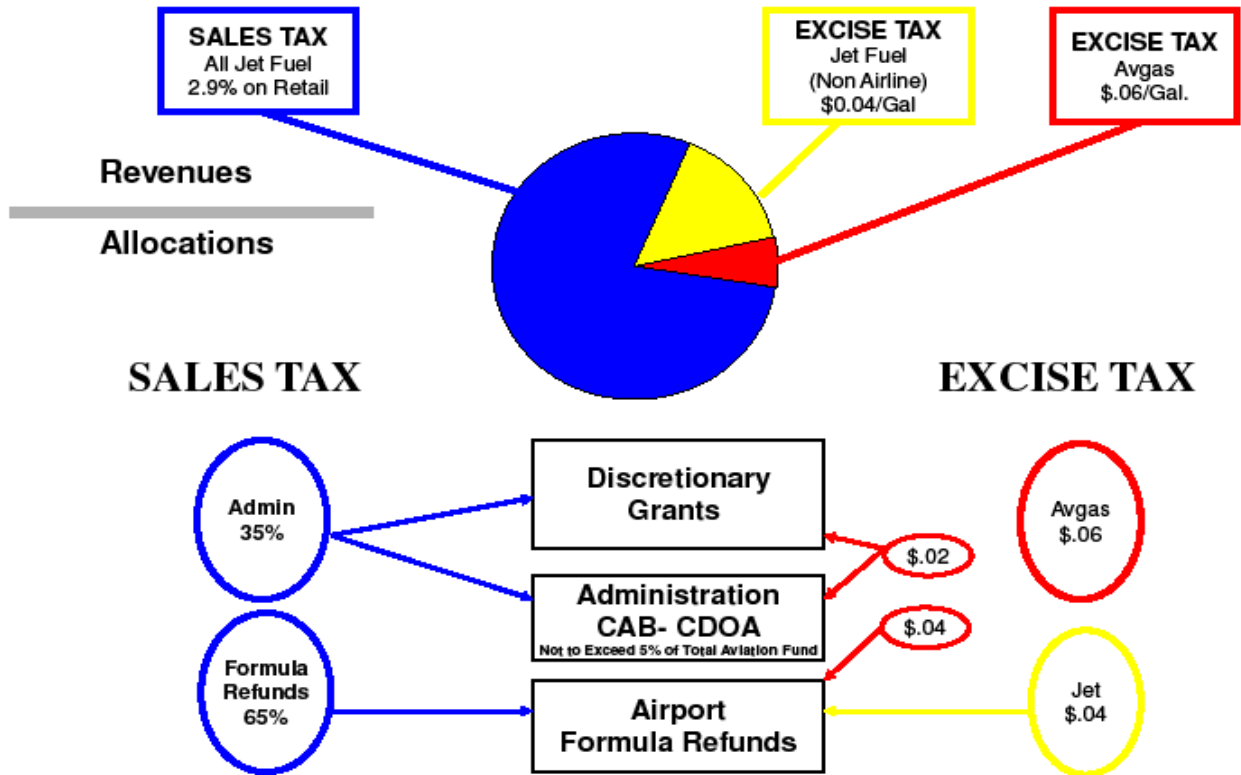 SALES TAX
All Jet Fuel
2.9% on Retail
EXCISE TAX
Jet Fuel
(Non Airline)
$0.04/Gal
EXCISE TAX
Avgas
$.06/Gal.
Revenues
Allocations
SALES TAX
EXCISE TAX
Admin
35%
Discretionary
Grants
Avgas
$.06
$.02
Administration
CAB- CDOA
Not to Exceed 5% of Total Aviation Fund
$.04
Formula
Refunds
65%
Airport
Formula Refunds
Jet
$.04